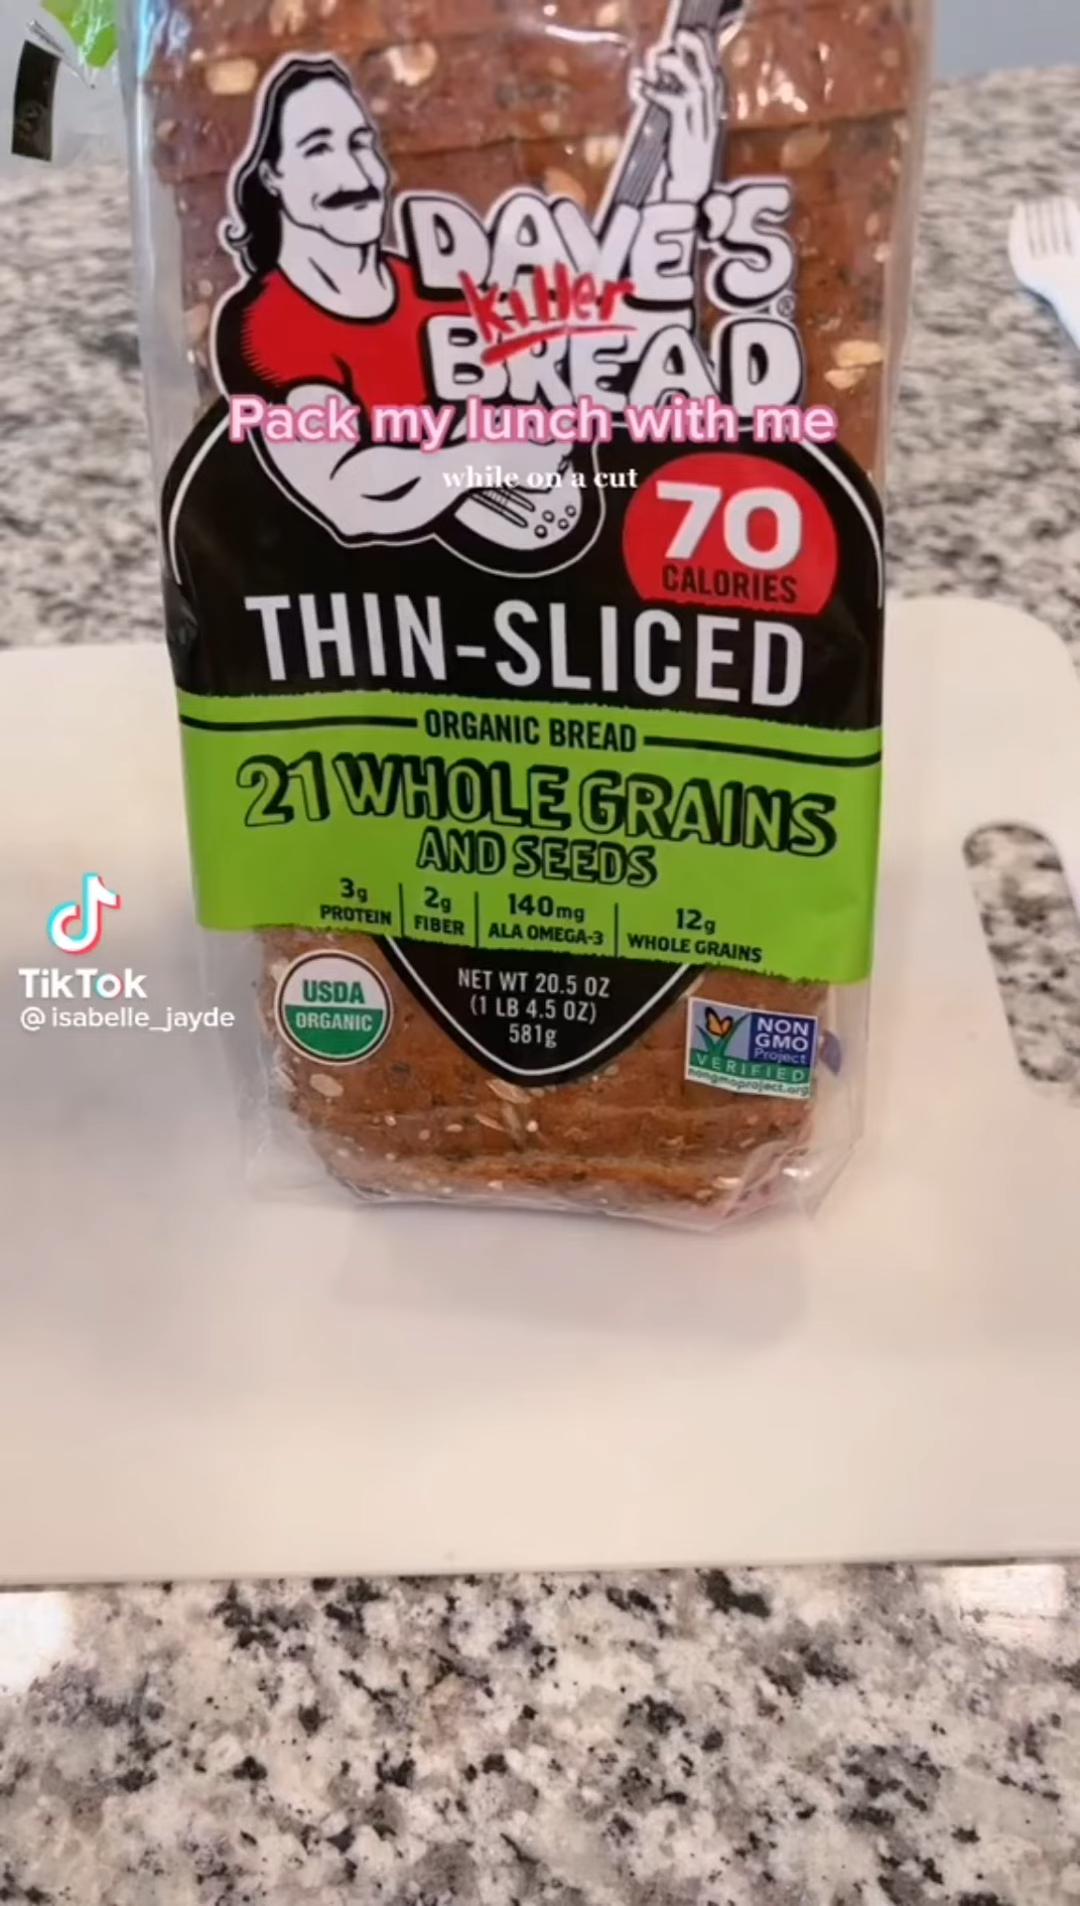 DAVE'S
killer
BREAD®
Pack my lunch with me
while on a cut
70
CALORIES
THIN-SLICED
ORGANIC BREAD
21 WHOLE GRAINS
AND SEEDS
3g PROTEIN
2g FIBER
140mg ALA OMEGA-3
12g WHOLE GRAINS
NET WT 20.5 OZ
(1 LB 4.5 OZ)
581g
USDA
ORGANIC
NON
GMO
Project
VERIFIED
nongmoproject.org
TikTok
@isabelle_jayde